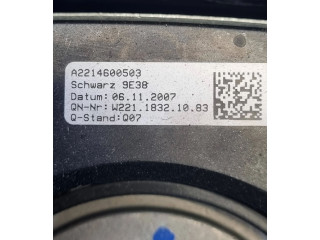 A2214600503
Schwarz 9E38
Datum: 06.11.2007
QN-Nr: W221.1832.10.83
Q-Stand: Q07